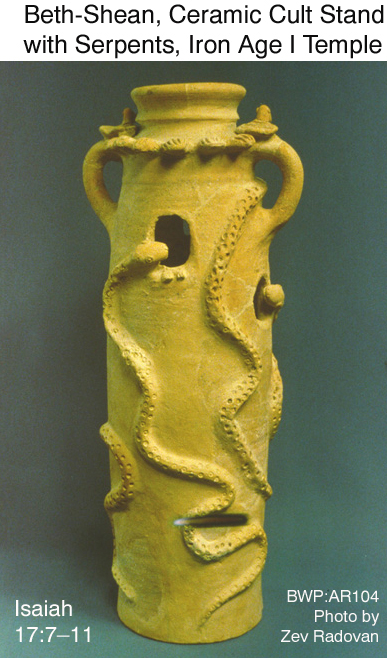 Beth-Shean, Ceramic Cult Stand
with Serpents, Iron Age I Temple
Isaiah
17:7–11
BWP:AR104
Photo by
Zev Radovan